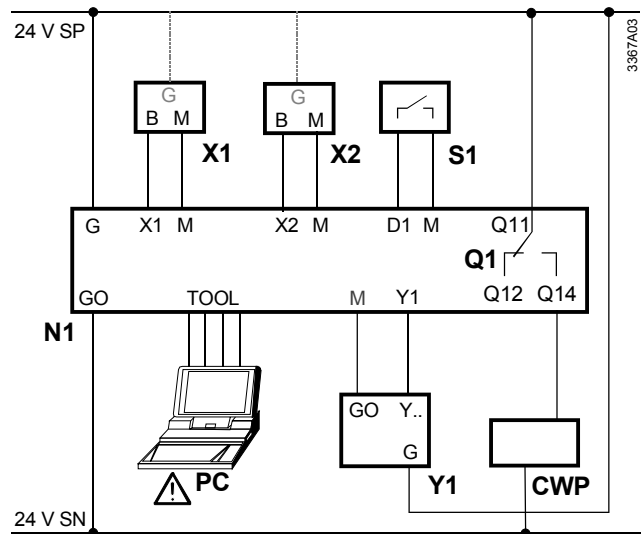 24 V SP
3367A03
G
G
B M
B M
X1
X2
S1
G X1 M X2 M D1 M Q11
Q1
GO TOOL M Y1 Q12 Q14
N1
GO Y..
G
PC
Y1
CWP
24 V SN